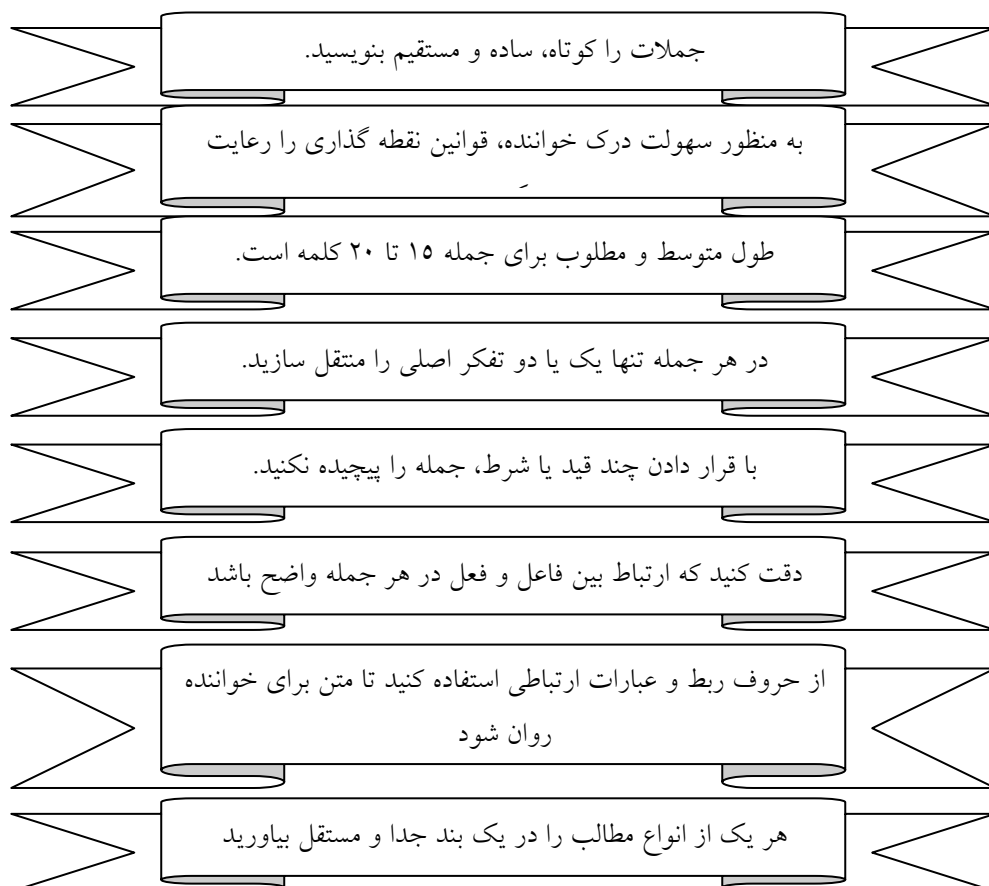 جملات را کوتاه، ساده و مستقیم بنویسید.
به منظور سهولت درک خواننده، قوانین نقطه گذاری را رعایت
طول متوسط و مطلوب برای جمله ۱۵ تا ۲۰ کلمه است.
در هر جمله تنها یک یا دو تفکر اصلی را منتقل سازید.
با قرار دادن چند قید یا شرط، جمله را پیچیده نکنید.
دقت کنید که ارتباط بین فاعل و فعل در هر جمله واضح باشد
از حروف ربط و عبارات ارتباطی استفاده کنید تا متن برای خواننده
روان شود
هر یک از انواع مطالب را در یک بند جدا و مستقل بیاورید